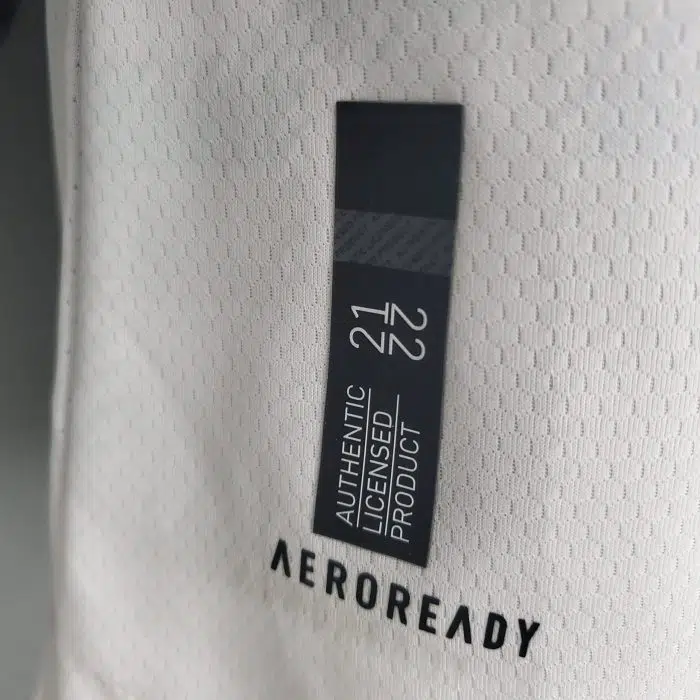 21
22
AUTHENTIC
LICENSED
PRODUCT
AEROREADY